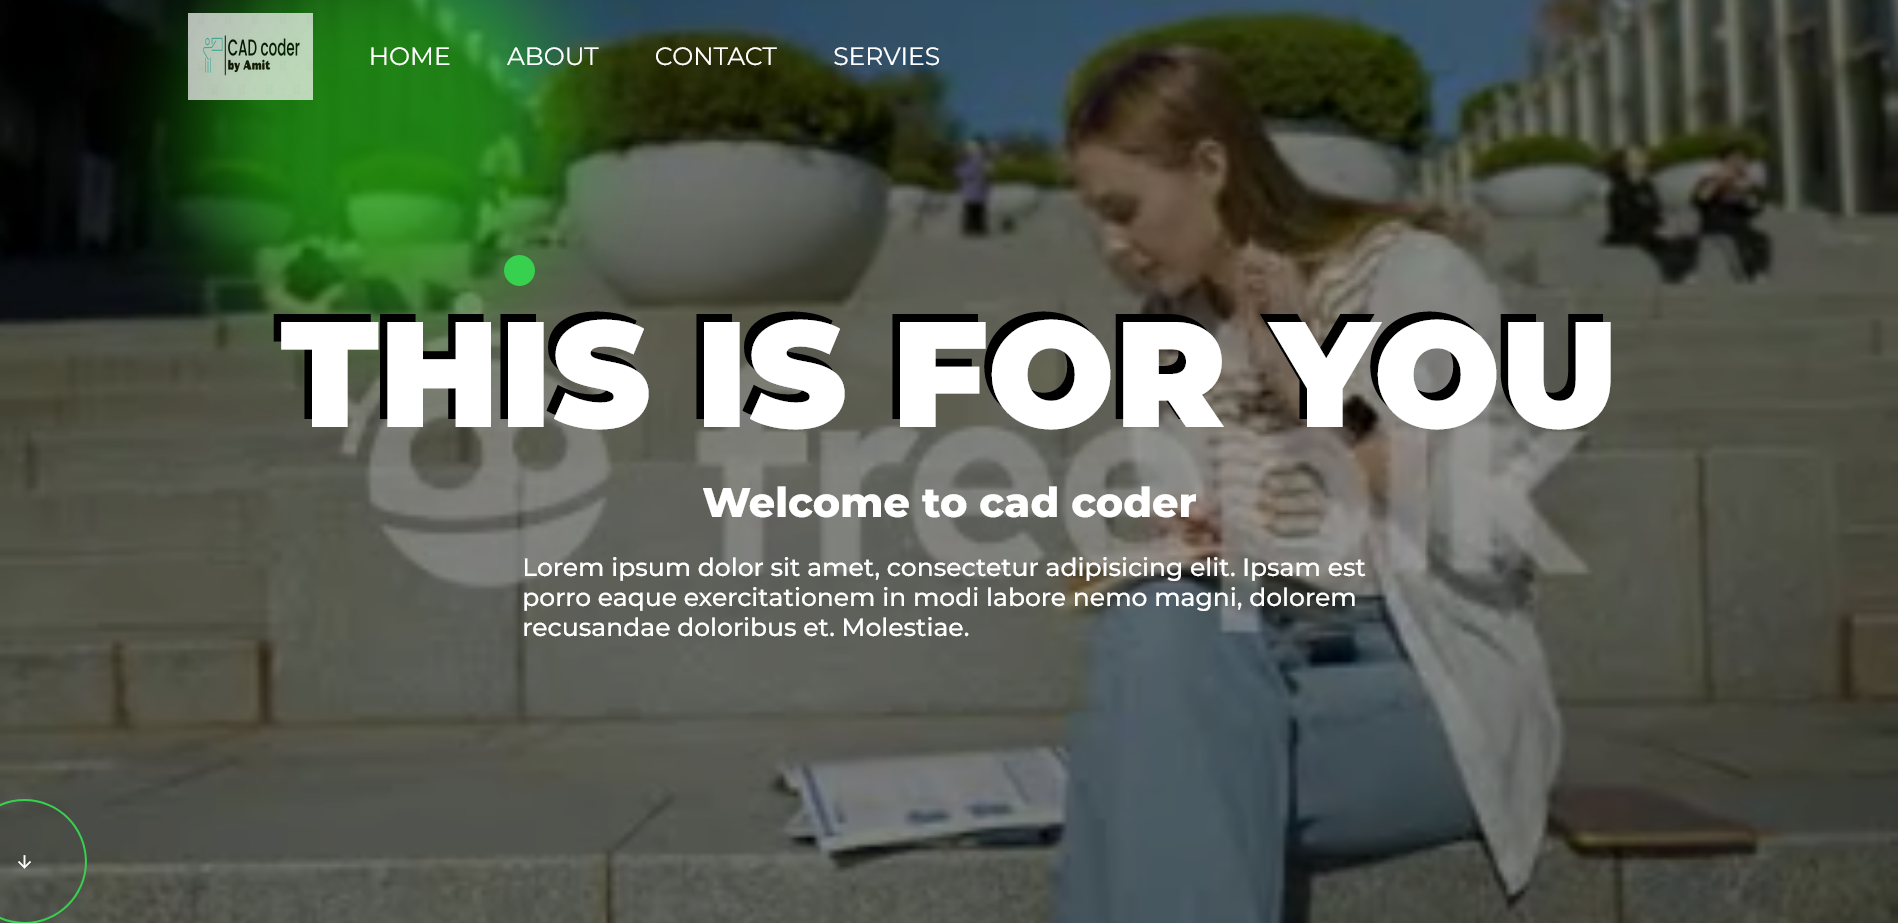 CAD coder
by Amit
HOME ABOUT CONTACT SERVIES
THIS IS FOR YOU
freepik
Welcome to cad coder
Lorem ipsum dolor sit amet, consectetur adipisicing elit. Ipsam est
porro eaque exercitationem in modi labore nemo magni, dolorem
recusandae doloribus et. Molestiae.